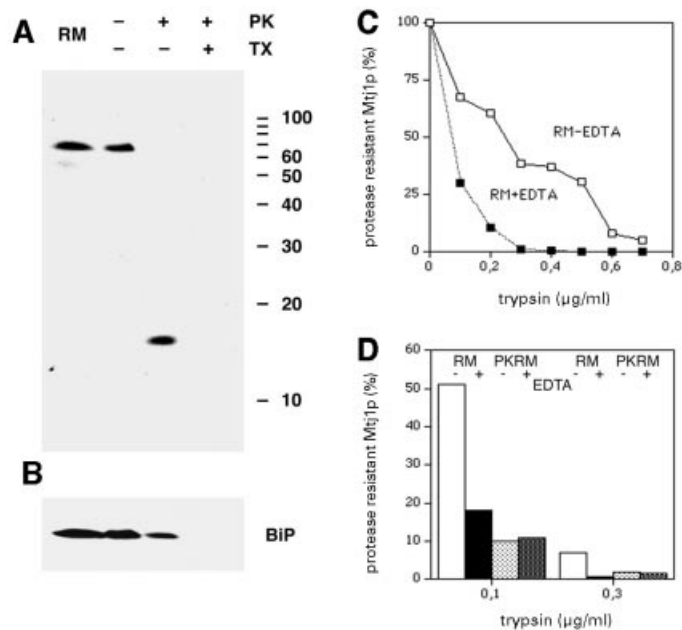 A
RM
− + + PK
− − + TX
100
60
50
40
30
20
10
B
BiP
C
protease resistant Mtj1p (%)
100
75
50
25
0
RM−EDTA
RM+EDTA
0 0,2 0,4 0,6 0,8
trypsin (µg/ml)
D
protease resistant Mtj1p (%)
60
50
40
30
20
10
0
RM PKRM RM PKRM
- + - + - + - +
EDTA
0,1 0,3
trypsin (µg/ml)